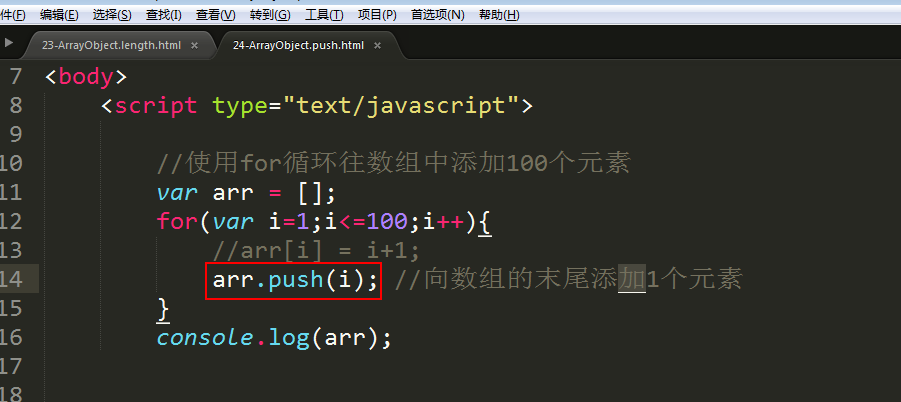 件(F) 编辑(E) 选择(S) 查找(I) 查看(V) 转到(G) 工具(T) 项目(P) 首选项(N) 帮助(H)
23-ArrayObject.length.html × 24-ArrayObject.push.html ×
7 <body>
8 <script type="text/javascript">
9
10 //使用for循环往数组中添加100个元素
11 var arr = [];
12 for(var i=1;i<=100;i++){
13 //arr[i] = i+1;
14 arr.push(i); //向数组的末尾添加1个元素
15 }
16 console.log(arr);
17
18